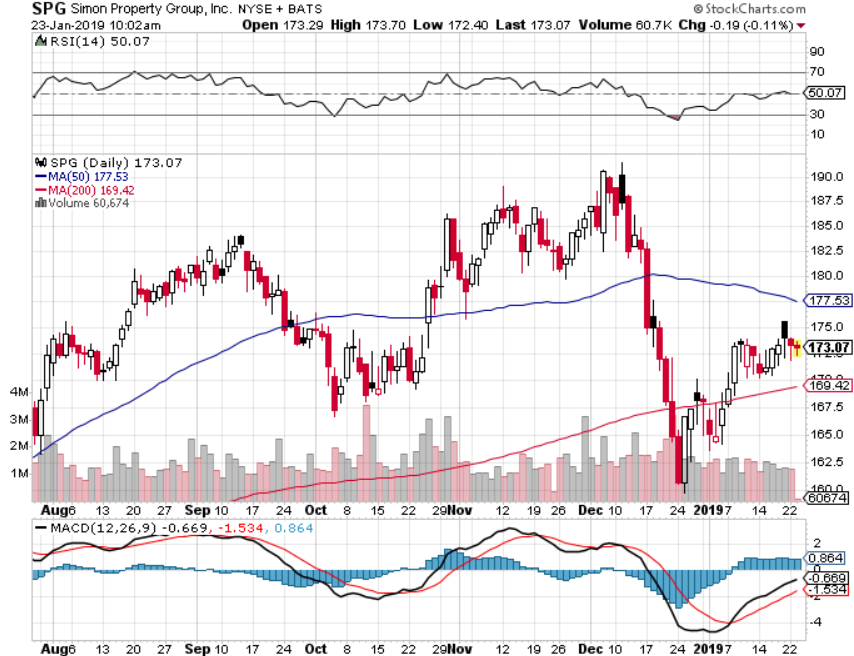 SPG Simon Property Group, Inc. NYSE + BATS © StockCharts.com
23-Jan-2019 10:02am Open 173.29 High 173.70 Low 172.40 Last 173.07 Volume 60.7K Chg -0.19 (-0.11%)
RSI(14) 50.07
90
70
50.07
30
10
SPG (Daily) 173.07
MA(50) 177.53
MA(200) 169.42
Volume 60,674
190.0
187.5
185.0
182.5
180.0
177.53
175.0
173.07
169.42
167.5
165.0
162.5
160.0
60674
4M
3M
2M
1M
Aug 6 13 20 27 Sep 10 17 24 Oct 8 15 22 29 Nov 12 19 26 Dec 10 17 24 2019 7 14 22
MACD(12,26,9) -0.669, -1.534, 0.864
2
0.864
0
-0.669
-1.534
-2
-4
Aug 6 13 20 27 Sep 10 17 24 Oct 8 15 22 29 Nov 12 19 26 Dec 10 17 24 2019 7 14 22